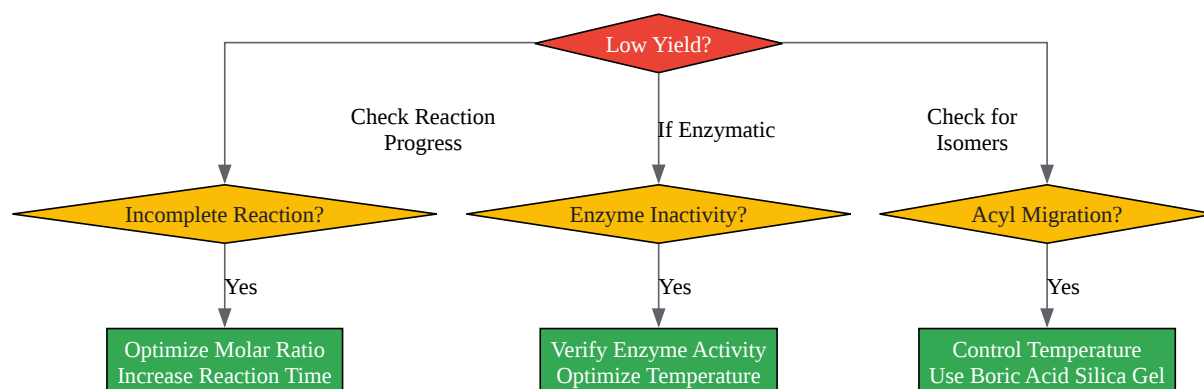 Low Yield?
Check Reaction
Progress
If Enzymatic
Check for
Isomers
Incomplete Reaction?
Enzyme Inactivity?
Acyl Migration?
Yes
Yes
Yes
Optimize Molar Ratio
Increase Reaction Time
Verify Enzyme Activity
Optimize Temperature
Control Temperature
Use Boric Acid Silica Gel